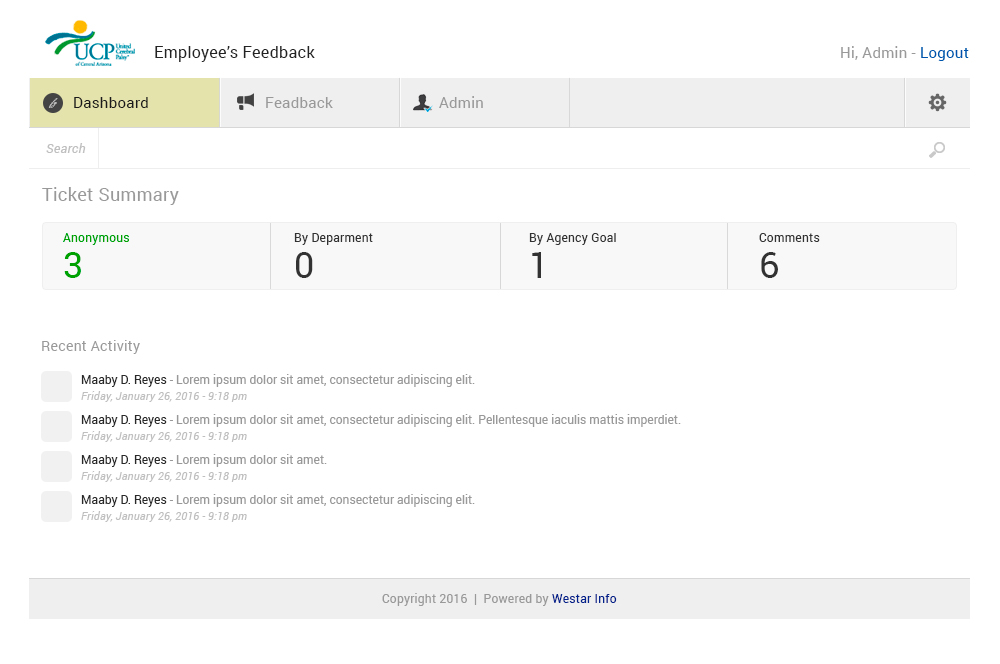 UCP United Cerebral Palsy®
of Central Arizona
Employee's Feedback
Hi, Admin - Logout
Dashboard
Feadback
Admin
Search
Ticket Summary
Anonymous
3
By Deparment
0
By Agency Goal
1
Comments
6
Recent Activity
Maaby D. Reyes - Lorem ipsum dolor sit amet, consectetur adipiscing elit.
Friday, January 26, 2016 - 9:18 pm
Maaby D. Reyes - Lorem ipsum dolor sit amet, consectetur adipiscing elit. Pellentesque iaculis mattis imperdiet.
Friday, January 26, 2016 - 9:18 pm
Maaby D. Reyes - Lorem ipsum dolor sit amet.
Friday, January 26, 2016 - 9:18 pm
Maaby D. Reyes - Lorem ipsum dolor sit amet, consectetur adipiscing elit.
Friday, January 26, 2016 - 9:18 pm
Copyright 2016 | Powered by Westar Info